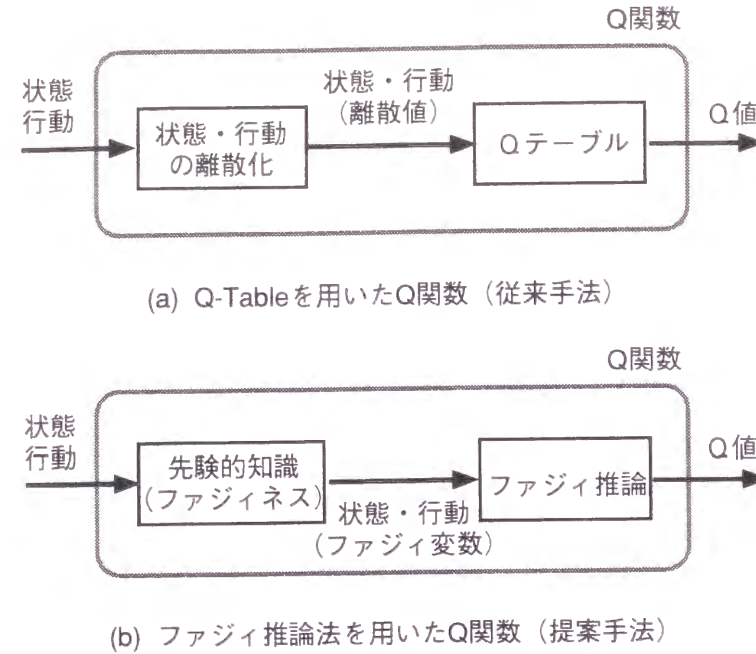 Q関数
状態
行動
状態・行動
の離散化
状態・行動
(離散値)
Qテーブル
Q値
(a) Q-Tableを用いたQ関数（従来手法）
Q関数
状態
行動
先験的知識
(ファジィネス)
状態・行動
(ファジィ変数)
ファジィ推論
Q値
(b) ファジィ推論法を用いたQ関数（提案手法）